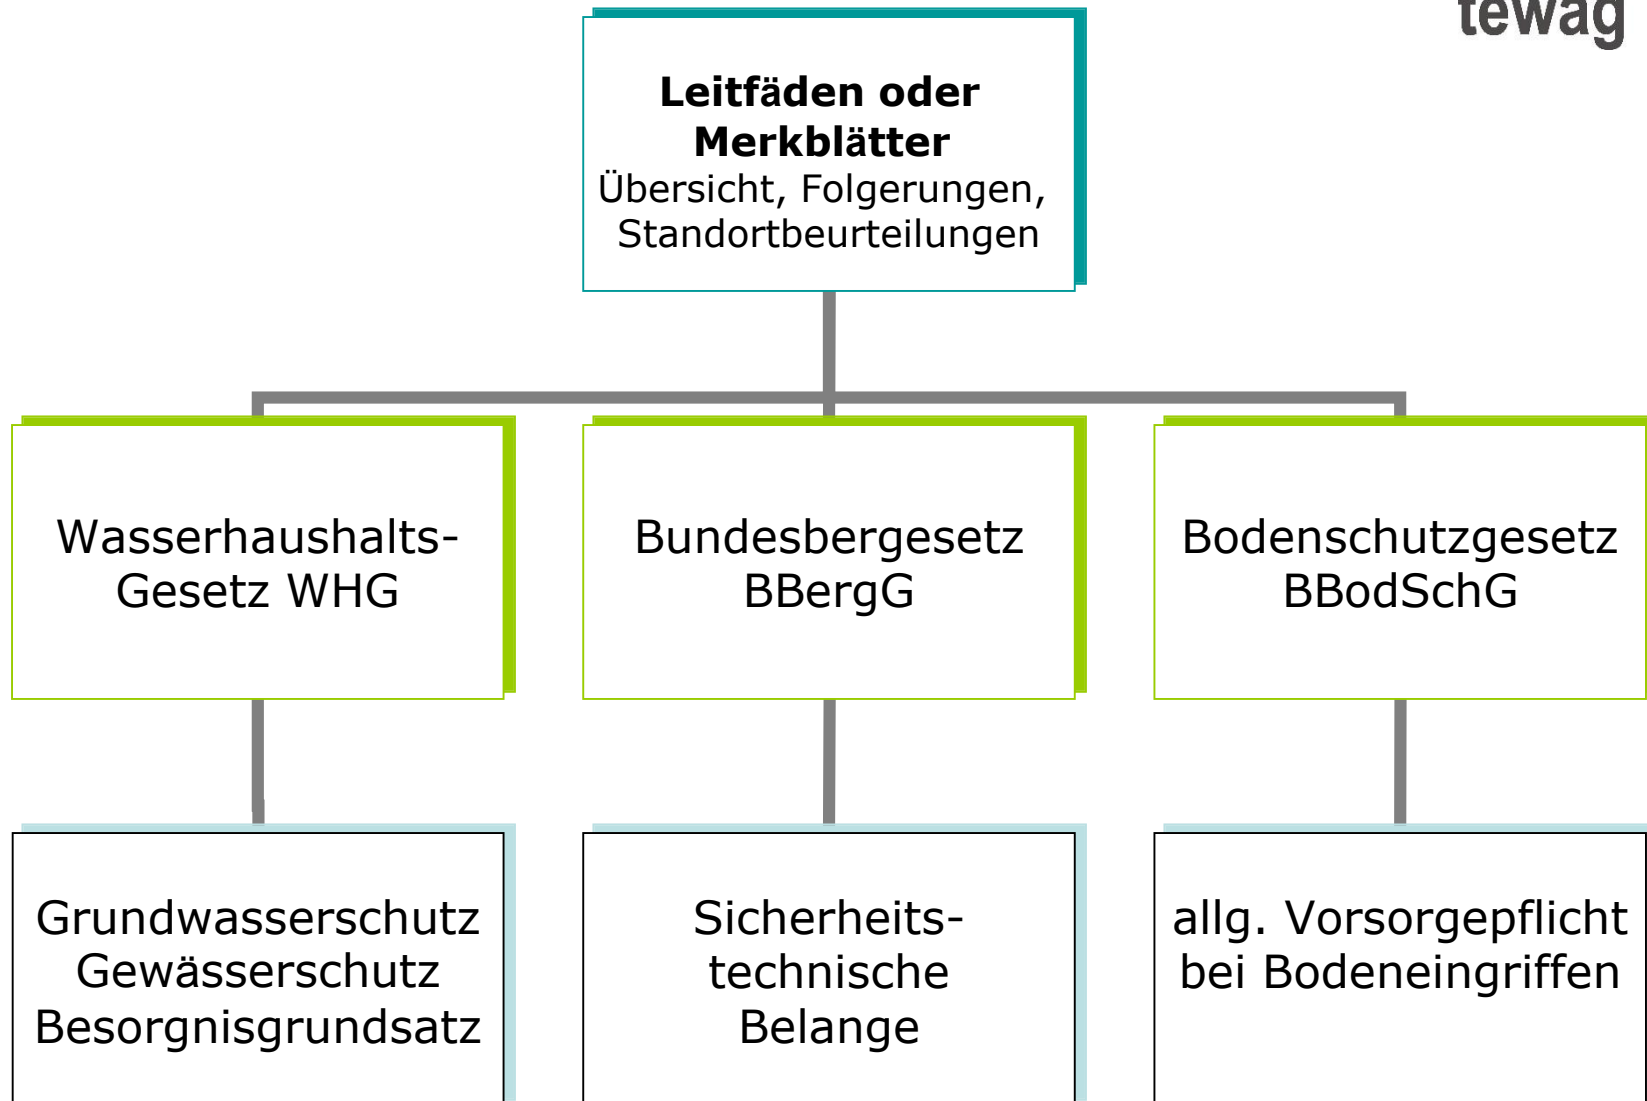 tewag
Leitfäden oder
Merkblätter
Übersicht, Folgerungen,
Standortbeurteilungen
Wasserhaushalts-
Gesetz WHG
Bundesbergesetz
BBergG
Bodenschutzgesetz
BBodSchG
Grundwasserschutz
Gewässerschutz
Besorgnisgrundsatz
Sicherheits-
technische
Belange
allg. Vorsorgepflicht
bei Bodeneingriffen